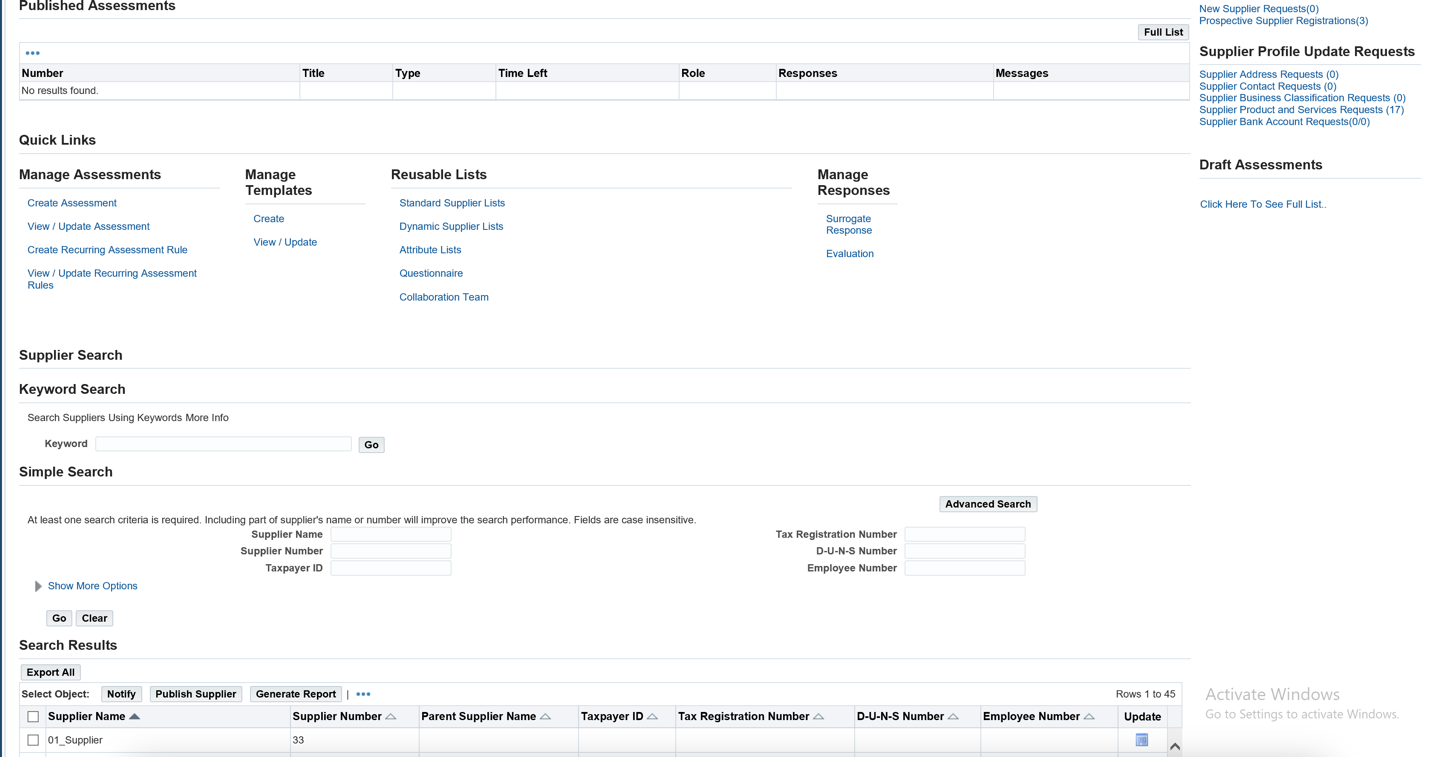 Published Assessments
Full List
Number Title Type Time Left Role Responses Messages
No results found.
Quick Links
Manage Assessments
Create Assessment
View / Update Assessment
Create Recurring Assessment Rule
View / Update Recurring Assessment
Rules
Manage
Templates
Create
View / Update
Reusable Lists
Standard Supplier Lists
Dynamic Supplier Lists
Attribute Lists
Questionnaire
Collaboration Team
Manage
Responses
Surrogate
Response
Evaluation
Supplier Search
Keyword Search
Search Suppliers Using Keywords More Info
Keyword Go
Simple Search
Advanced Search
At least one search criteria is required. Including part of supplier's name or number will improve the search performance. Fields are case insensitive.
Supplier Name Tax Registration Number
Supplier Number D-U-N-S Number
Taxpayer ID Employee Number
Show More Options
Go Clear
Search Results
Export All
Select Object: Notify Publish Supplier Generate Report | Rows 1 to 45
Supplier Name Supplier Number Parent Supplier Name Taxpayer ID Tax Registration Number D-U-N-S Number Employee Number Update
01_Supplier 33
New Supplier Requests(0)
Prospective Supplier Registrations(3)
Supplier Profile Update Requests
Supplier Address Requests (0)
Supplier Contact Requests (0)
Supplier Business Classification Requests (0)
Supplier Product and Services Requests (17)
Supplier Bank Account Requests(0/0)
Draft Assessments
Click Here To See Full List..
Activate Windows
Go to Settings to activate Windows.